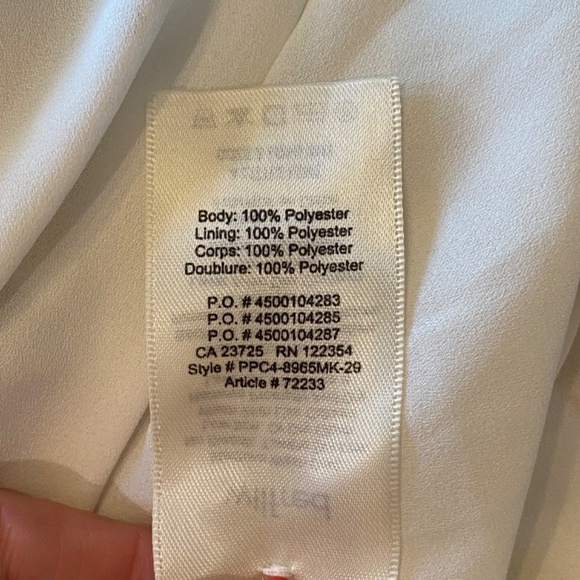 Body: 100% Polyester
Lining: 100% Polyester
Corps: 100% Polyester
Doublure: 100% Polyester
P.O. # 4500104283
P.O. # 4500104285
P.O. # 4500104287
CA 23725 RN 122354
Style # PPC4-8965MK-29
Article # 72233
wilfred